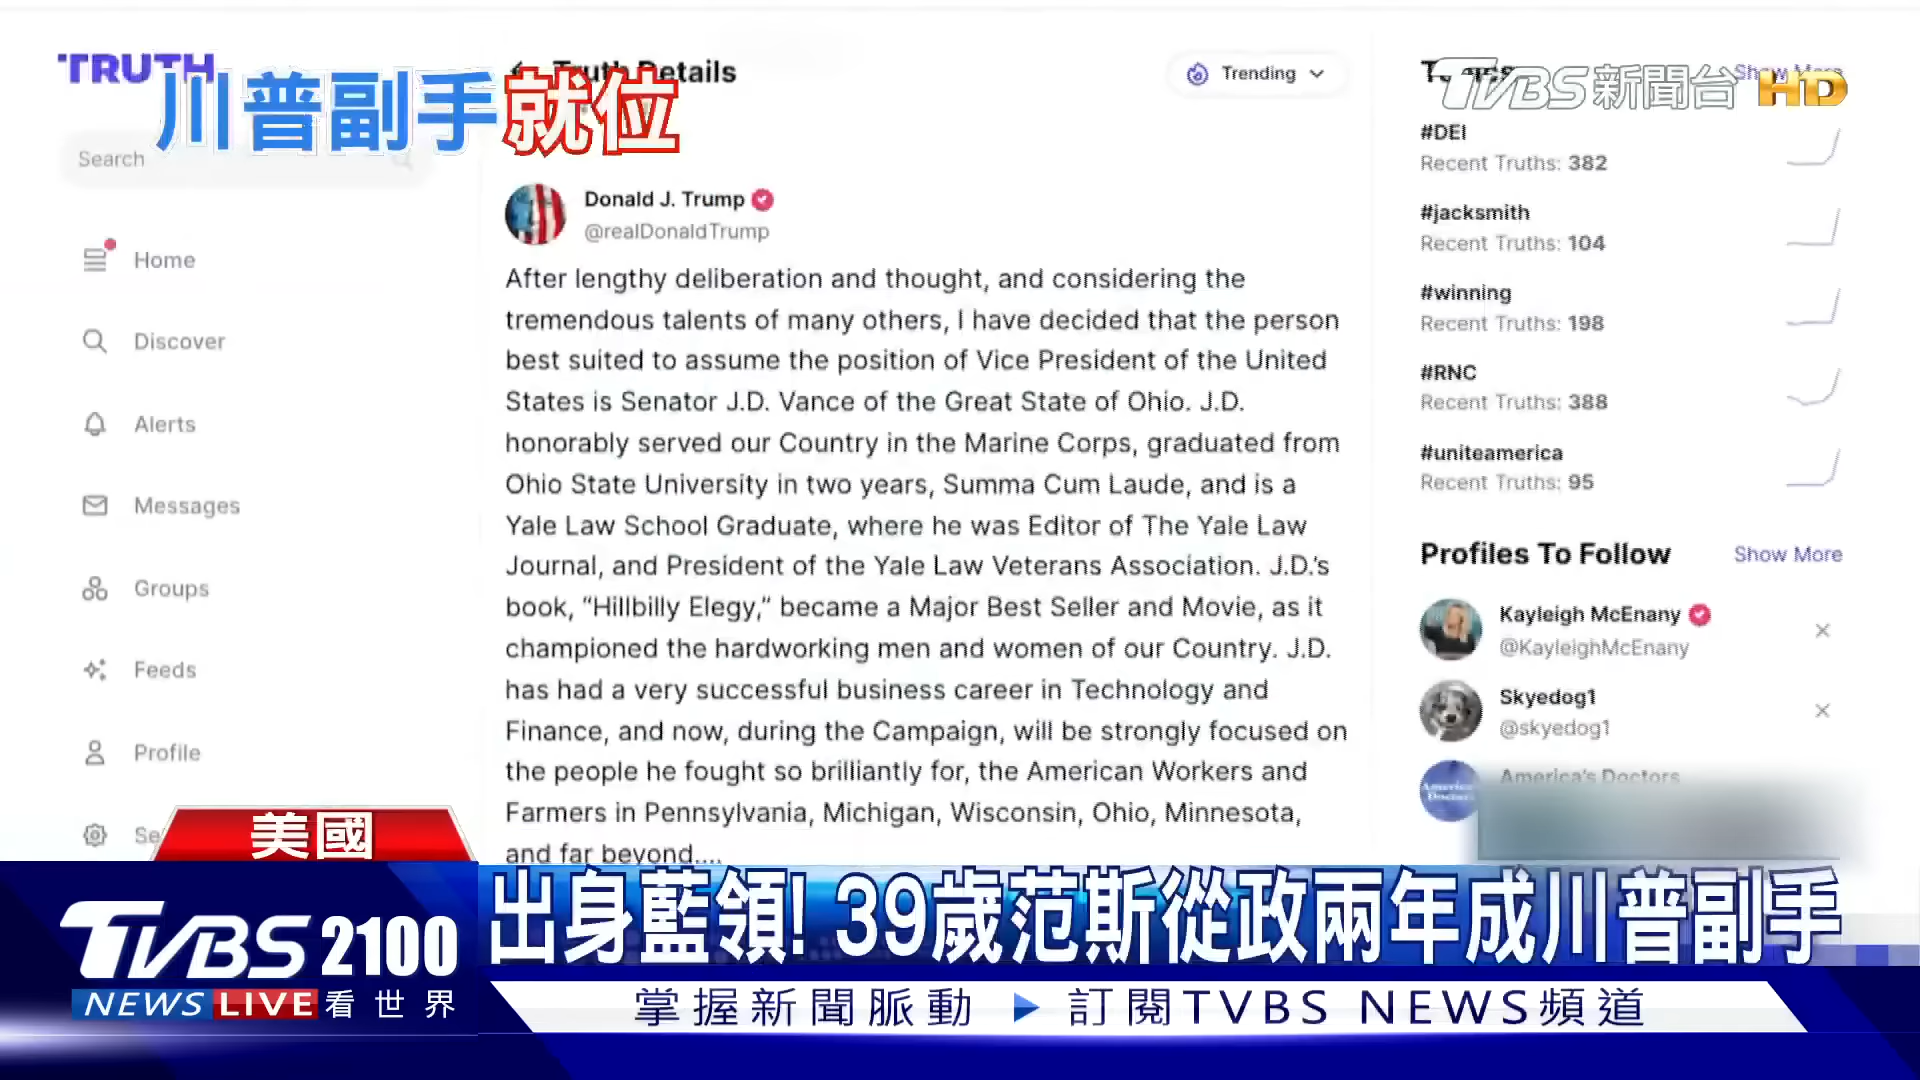 TRUTH
川普副手就位
Search
Home
Discover
Alerts
Messages
Groups
Feeds
Profile
Truth Details
Trending
Donald J. Trump
@realDonaldTrump
After lengthy deliberation and thought, and considering the
tremendous talents of many others, I have decided that the person
best suited to assume the position of Vice President of the United
States is Senator J.D. Vance of the Great State of Ohio. J.D.
honorably served our Country in the Marine Corps, graduated from
Ohio State University in two years, Summa Cum Laude, and is a
Yale Law School Graduate, where he was Editor of The Yale Law
Journal, and President of the Yale Law Veterans Association. J.D.'s
book, “Hillbilly Elegy,” became a Major Best Seller and Movie, as it
championed the hardworking men and women of our Country. J.D.
has had a very successful business career in Technology and
Finance, and now, during the Campaign, will be strongly focused on
the people he fought so brilliantly for, the American Workers and
Farmers in Pennsylvania, Michigan, Wisconsin, Ohio, Minnesota,
and far beyond....
Show More
TVBS新聞台 HD
#DEI
Recent Truths: 382
#jacksmith
Recent Truths: 104
#winning
Recent Truths: 198
#RNC
Recent Truths: 388
#uniteamerica
Recent Truths: 95
Profiles To Follow Show More
Kayleigh McEnany
@KayleighMcEnany
Skyedog1
@skyedog1
America's Doctors
美國
出身藍領! 39歲范斯從政兩年成川普副手
TVBS 2100
NEWS LIVE 看世界
掌握新聞脈動 ▶ 訂閱TVBS NEWS頻道